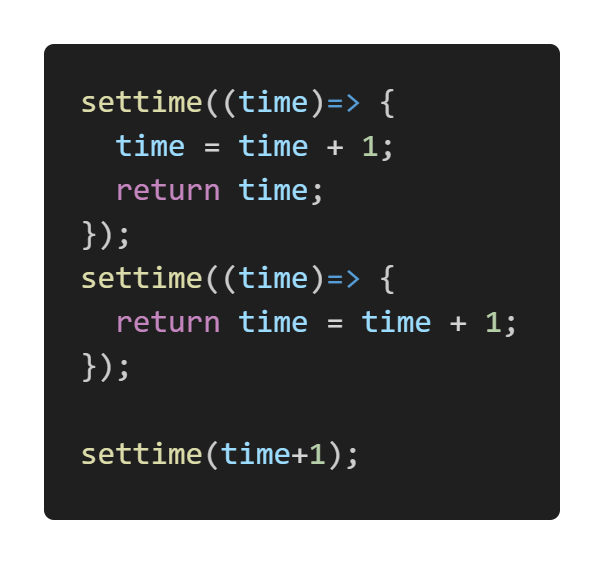 settime((time)=> {
  time = time + 1;
  return time;
});
settime((time)=> {
  return time = time + 1;
});

settime(time+1);